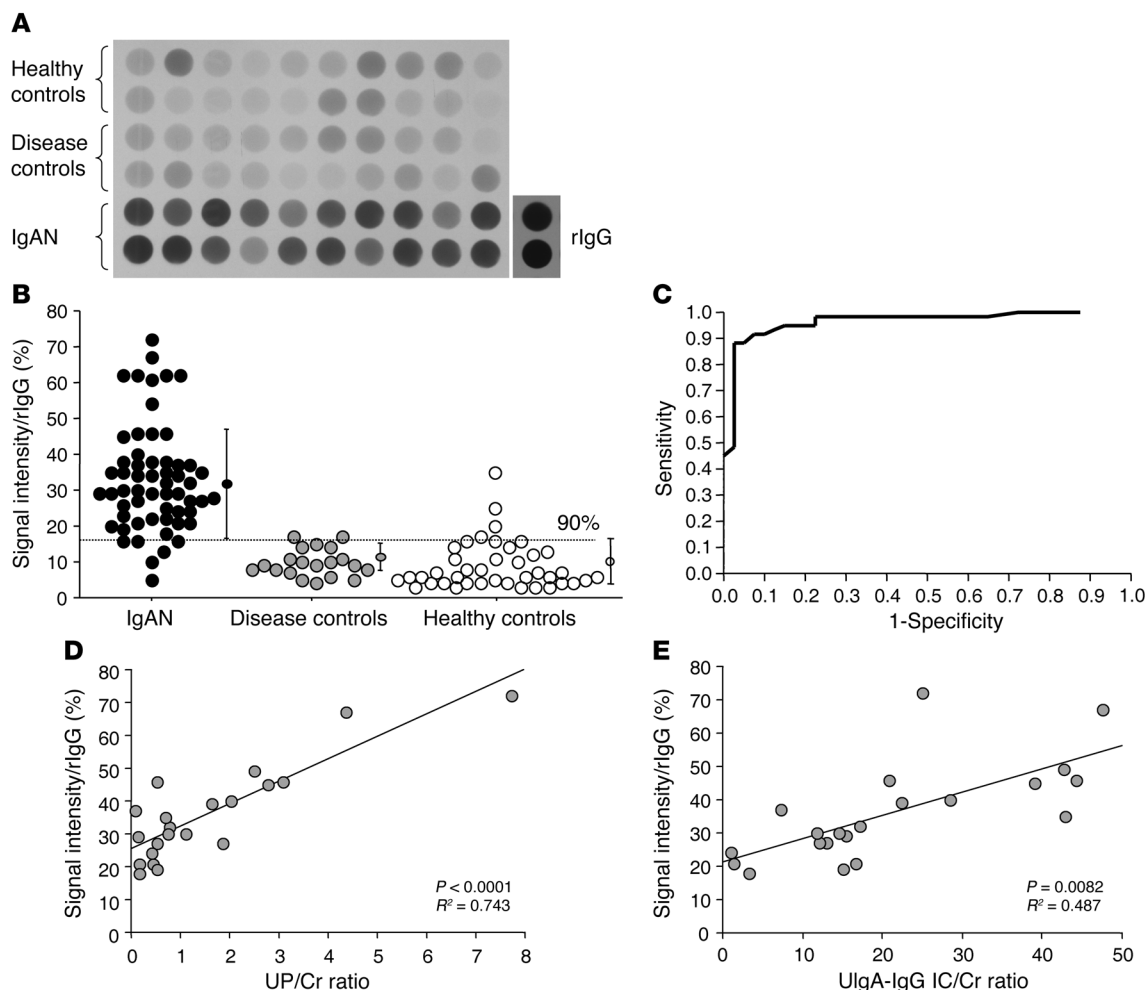 A
Healthy
controls
Disease
controls
IgAN
rIgG
B
Signal intensity/rIgG (%)
80
70
60
50
40
30
20
10
0
90%
IgAN
Disease controls
Healthy controls
C
Sensitivity
1.0
0.9
0.8
0.7
0.6
0.5
0.4
0.3
0.2
0.1
0.0
0.0 0.1 0.2 0.3 0.4 0.5 0.6 0.7 0.8 0.9 1.0
1-Specificity
D
Signal intensity/rIgG (%)
80
70
60
50
40
30
20
10
0
P < 0.0001
R² = 0.743
0 1 2 3 4 5 6 7 8
UP/Cr ratio
E
Signal intensity/rIgG (%)
80
70
60
50
40
30
20
10
0
P = 0.0082
R² = 0.487
0 10 20 30 40 50
UIgA-IgG IC/Cr ratio